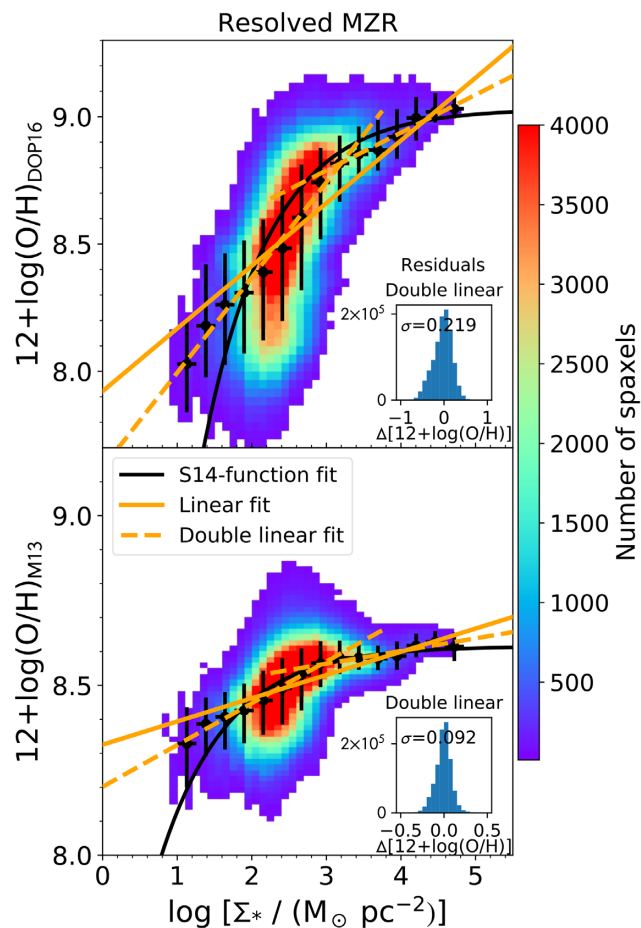 Resolved MZR
12+log(O/H)DOP16
9.0
8.5
8.0
Residuals
Double linear
2×10⁵
σ=0.219
0
−1 0 1
Δ[12+log(O/H)]
S14-function fit
Linear fit
Double linear fit
12+log(O/H)M13
9.0
8.5
8.0
Double linear
2×10⁵
σ=0.092
0
−0.5 0.0 0.5
Δ[12+log(O/H)]
0 1 2 3 4 5
log [Σ* / (M⊙ pc⁻²)]
4000
3500
3000
2500
2000
1500
1000
500
Number of spaxels